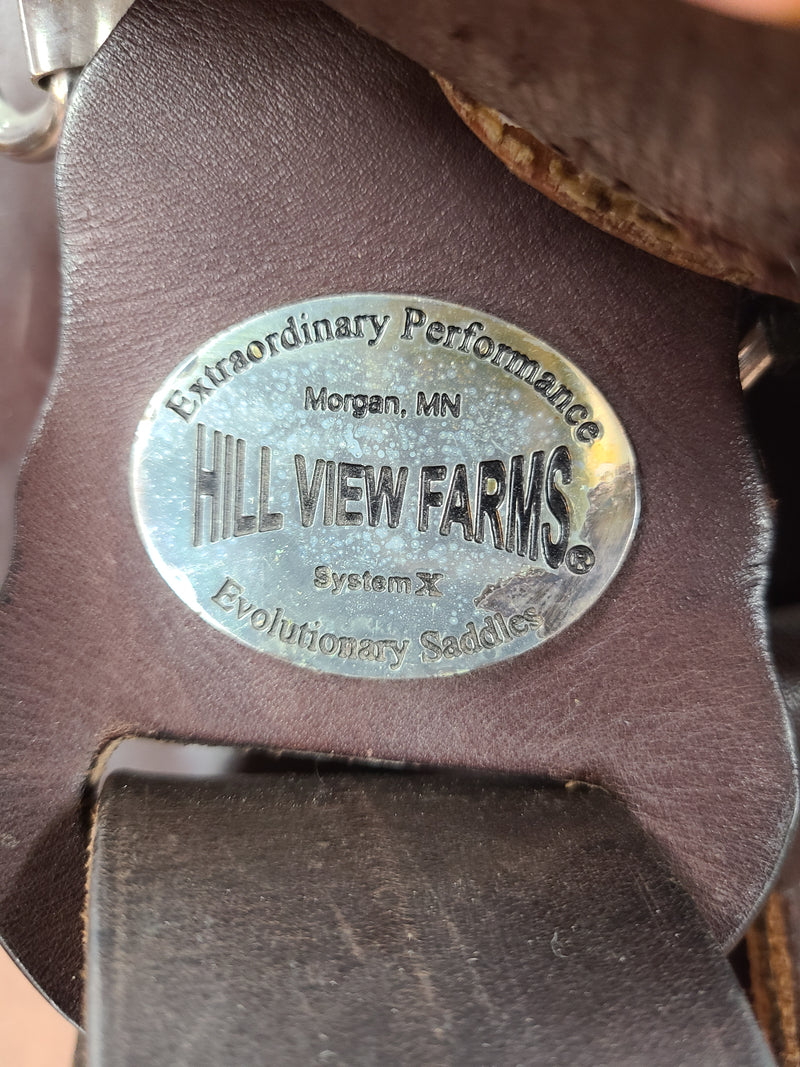 Extraordinary Performance
Morgan, MN
HILL VIEW FARMS®
System X
Evolutionary Saddles